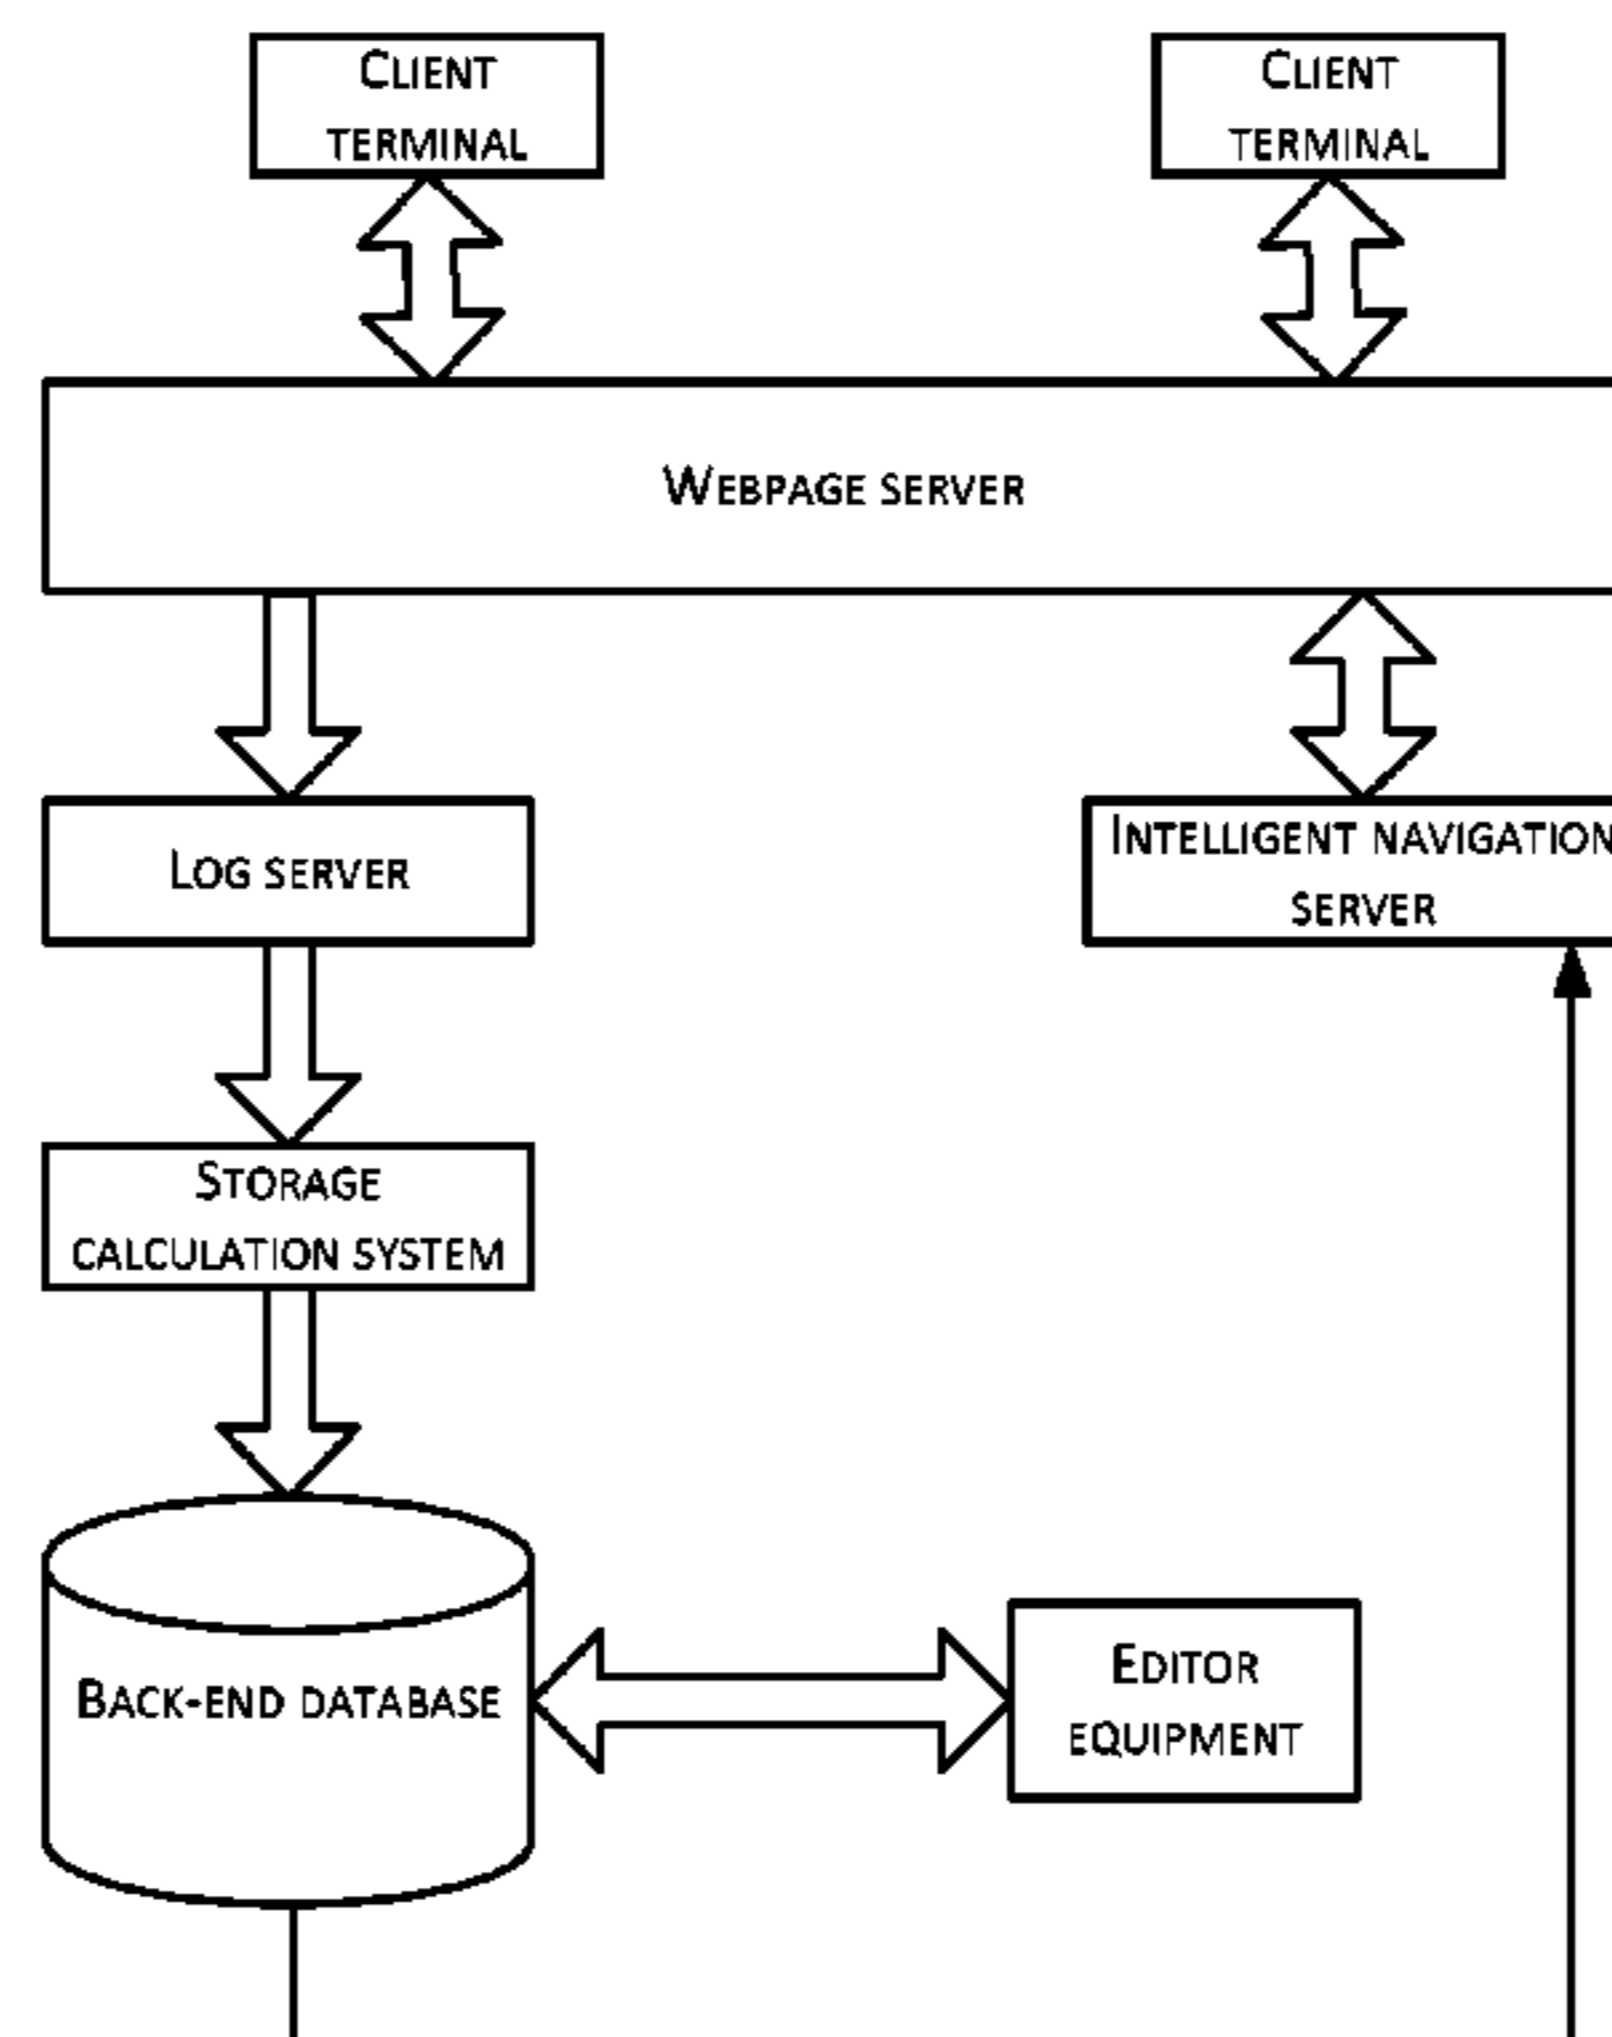 CLIENT
TERMINAL
CLIENT
TERMINAL
WEBPAGE SERVER
LOG SERVER
INTELLIGENT NAVIGATION
SERVER
STORAGE
CALCULATION SYSTEM
BACK-END DATABASE
EDITOR
EQUIPMENT